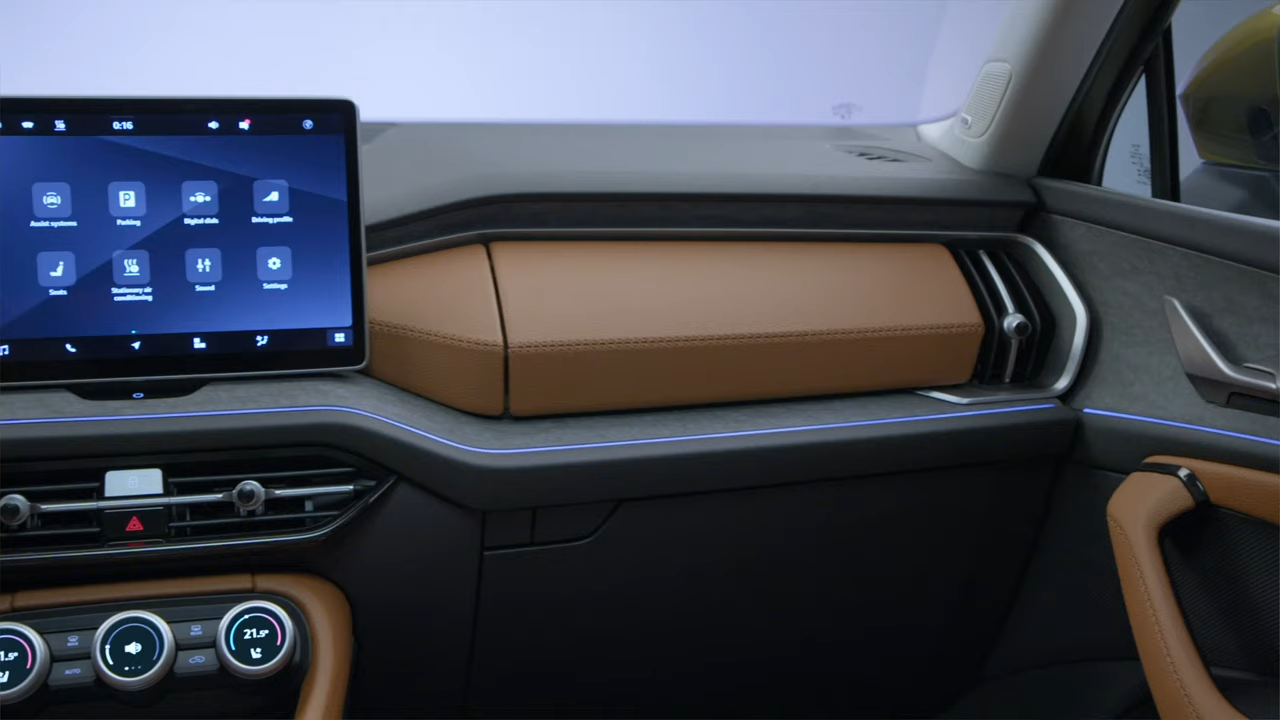 0:16
Assist systems
Parking
Digital dials
Driving profile
Seats
Stationary air
conditioning
Sound
Settings
21.5°
AUTO